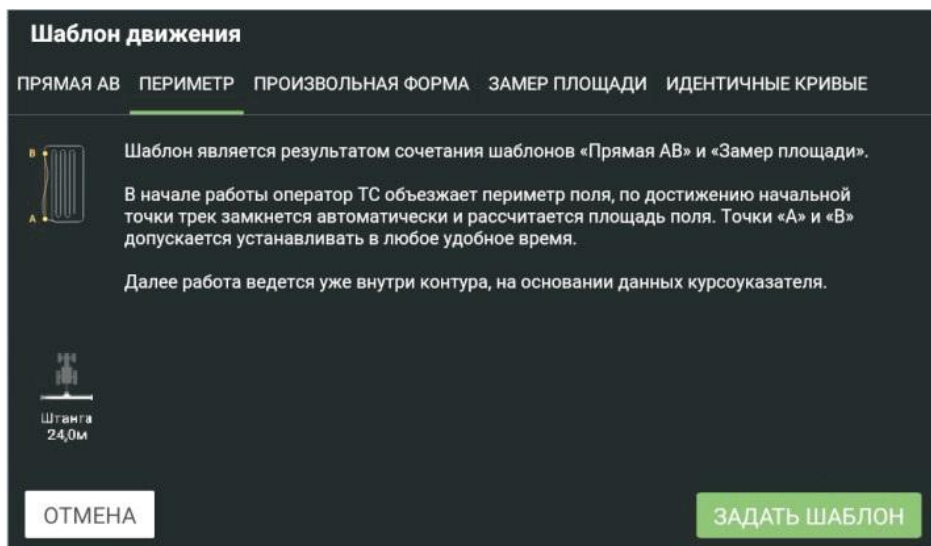 Шаблон движения
ПРЯМАЯ АВ ПЕРИМЕТР ПРОИЗВОЛЬНАЯ ФОРМА ЗАМЕР ПЛОЩАДИ ИДЕНТИЧНЫЕ КРИВЫЕ
Шаблон является результатом сочетания шаблонов «Прямая АВ» и «Замер площади».
В начале работы оператор ТС объезжает периметр поля, по достижению начальной
точки трек замкнется автоматически и рассчитается площадь поля. Точки «А» и «В»
допускается устанавливать в любое удобное время.
Далее работа ведется уже внутри контура, на основании данных курсоуказателя.
В
А
Штанга
24,0м
ОТМЕНА
ЗАДАТЬ ШАБЛОН